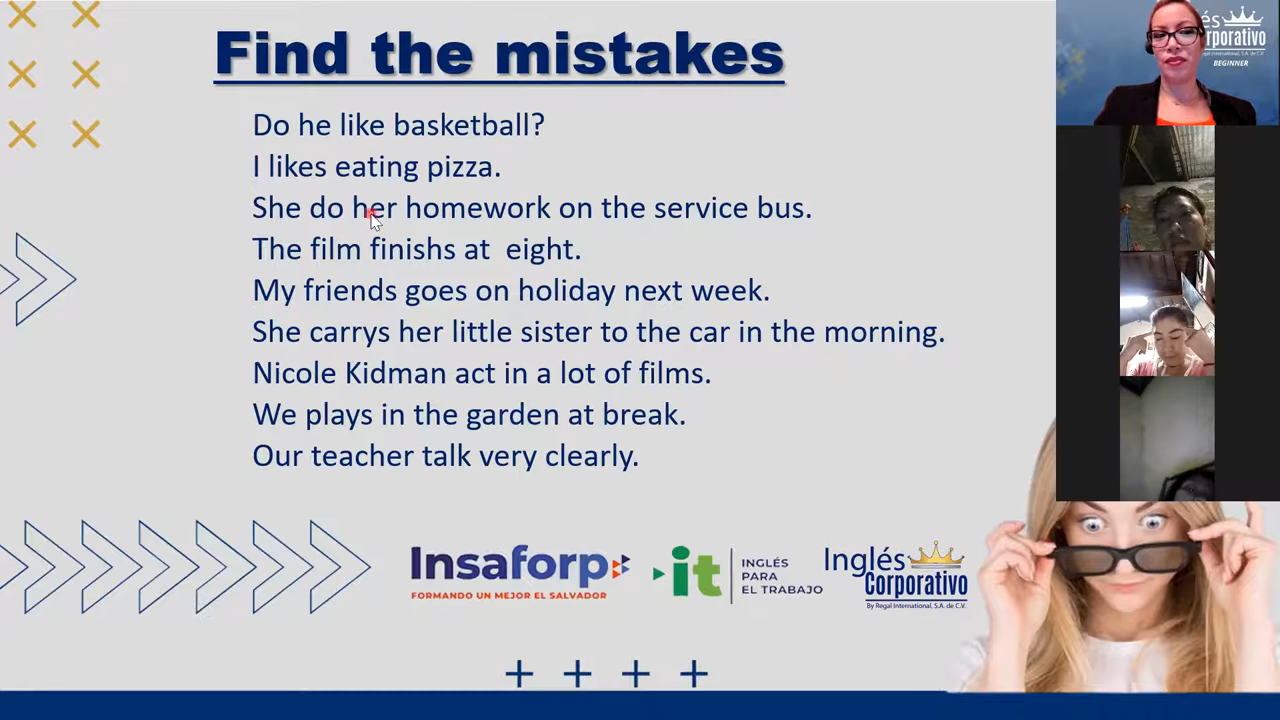 Find the mistakes
Do he like basketball?
I likes eating pizza.
She do her homework on the service bus.
The film finishs at eight.
My friends goes on holiday next week.
She carrys her little sister to the car in the morning.
Nicole Kidman act in a lot of films.
We plays in the garden at break.
Our teacher talk very clearly.
Insaforp
FORMANDO UN MEJOR EL SALVADOR
it
INGLÉS
PARA
EL TRABAJO
Inglés
Corporativo
By Regal International, S.A. de C.V.
BEGINNER